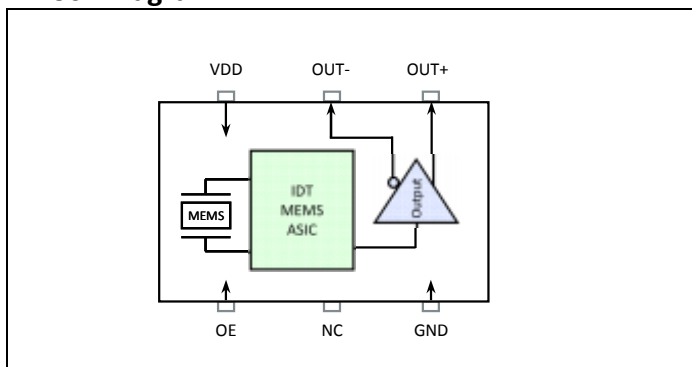 VDD OUT- OUT+
IDT
MEMS
ASIC
MEMS
Output
OE NC GND